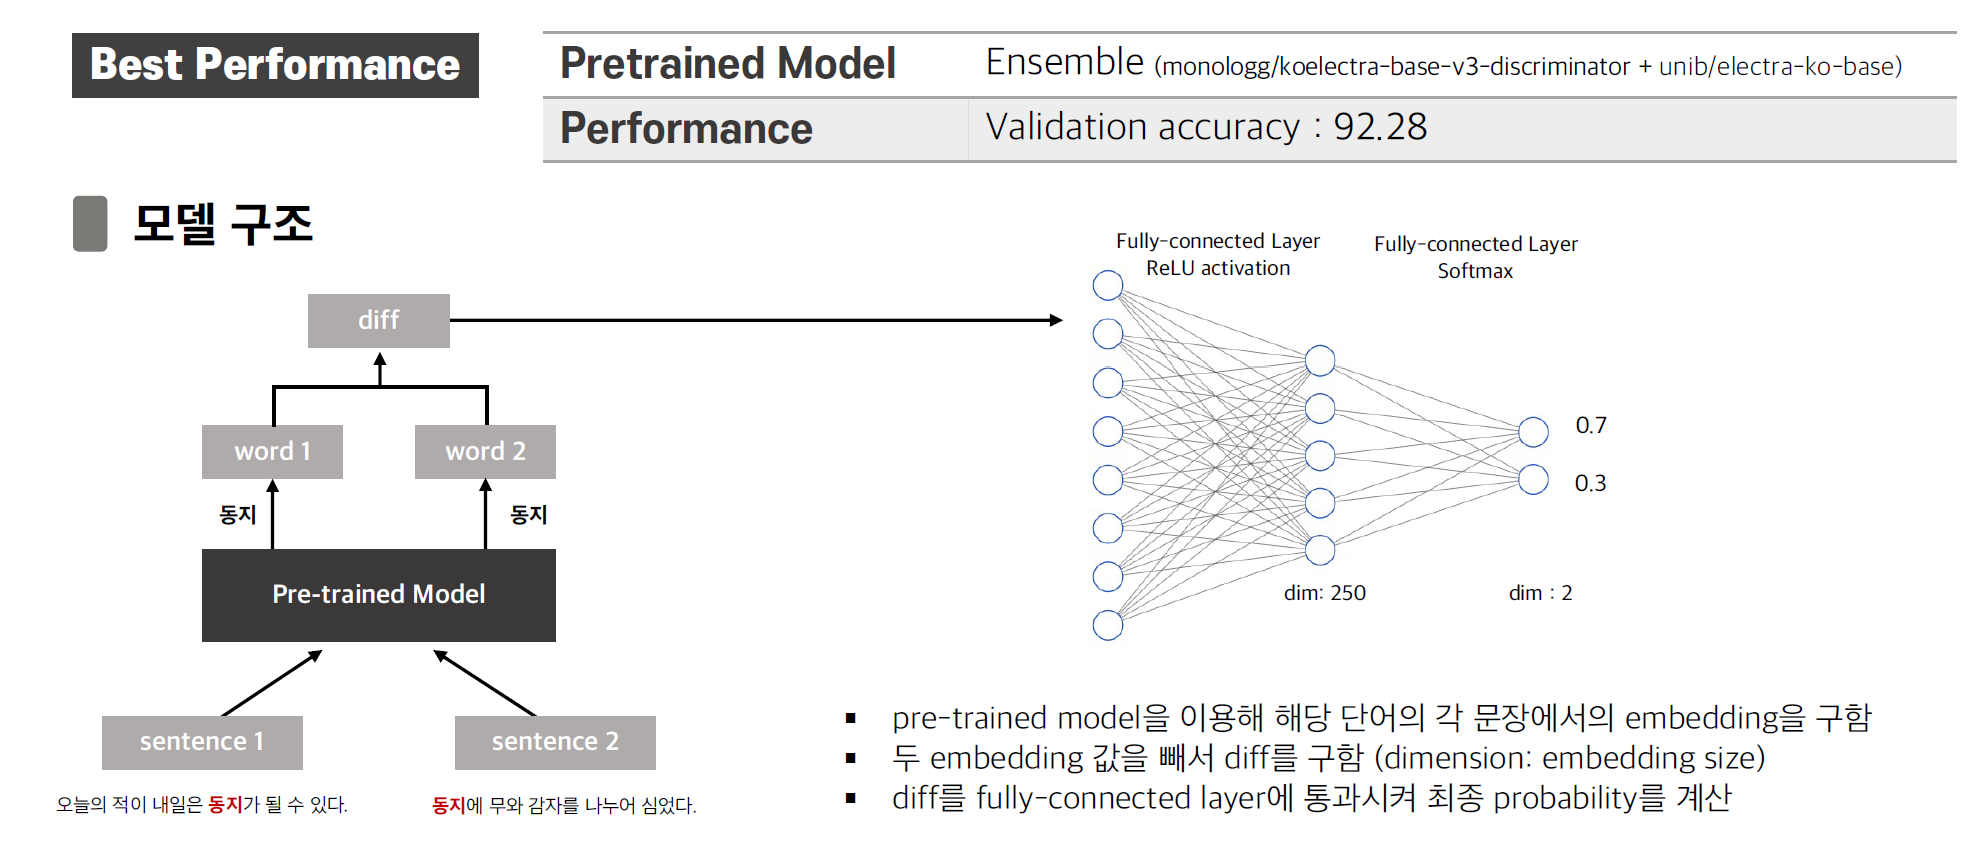 Best Performance
Pretrained Model
Ensemble (monologg/koelectra-base-v3-discriminator + unib/electra-ko-base)
Performance
Validation accuracy : 92.28
모델 구조
diff
word 1
word 2
동지
동지
Pre-trained Model
sentence 1
sentence 2
오늘의 적이 내일은 동지가 될 수 있다.
동지에 무와 감자를 나누어 심었다.
Fully-connected Layer
ReLU activation
Fully-connected Layer
Softmax
0.7
0.3
dim: 250
dim : 2
▪ pre-trained model을 이용해 해당 단어의 각 문장에서의 embedding을 구함
▪ 두 embedding 값을 빼서 diff를 구함 (dimension: embedding size)
▪ diff를 fully-connected layer에 통과시켜 최종 probability를 계산